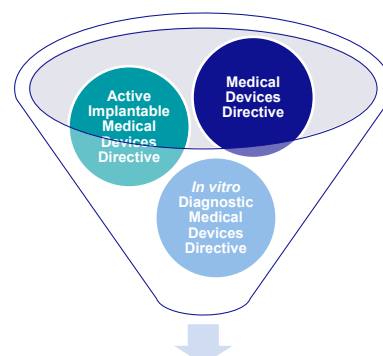 Active
Implantable
Medical
Devices
Directive
Medical
Devices
Directive
In vitro
Diagnostic
Medical
Devices
Directive